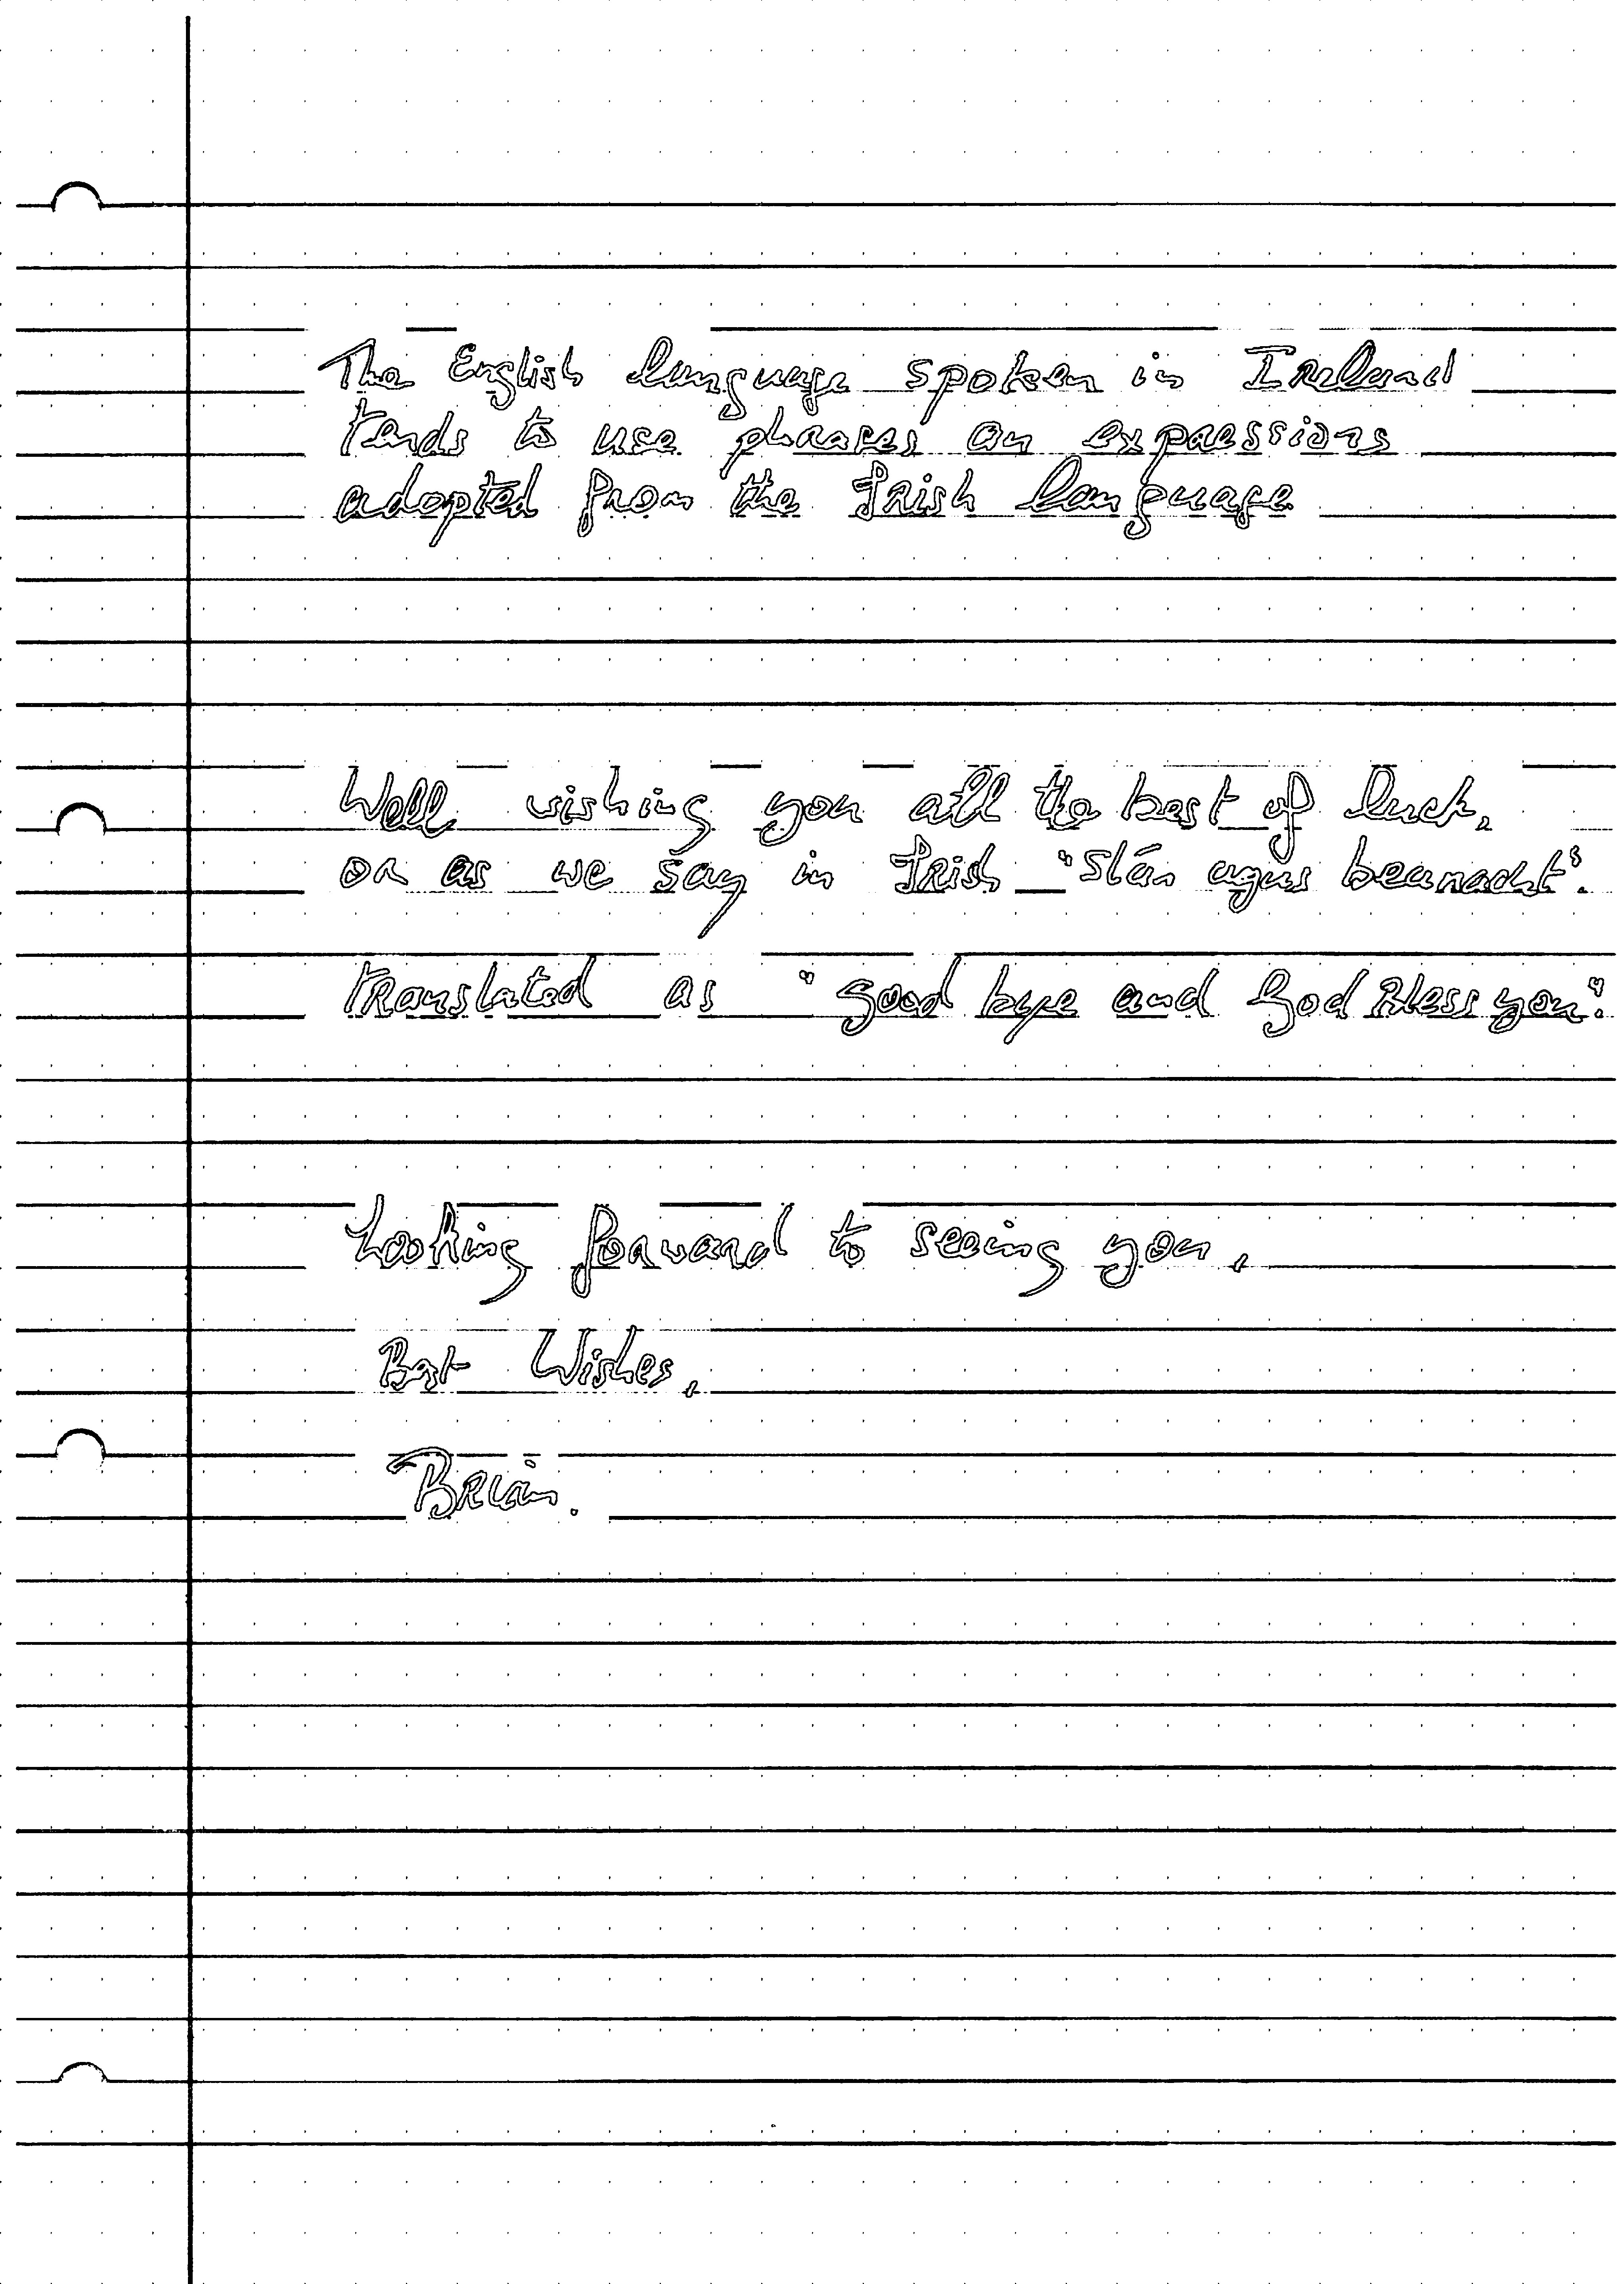 The English language spoken in Ireland
tends to use phrases or expressions
adopted from the Irish language
Well wishing you all the best of luck,
or as we say in Irish "Slán agus beannacht".
translated as "good bye and God Bless you".
Looking forward to seeing you,
Best Wishes,
Brian.